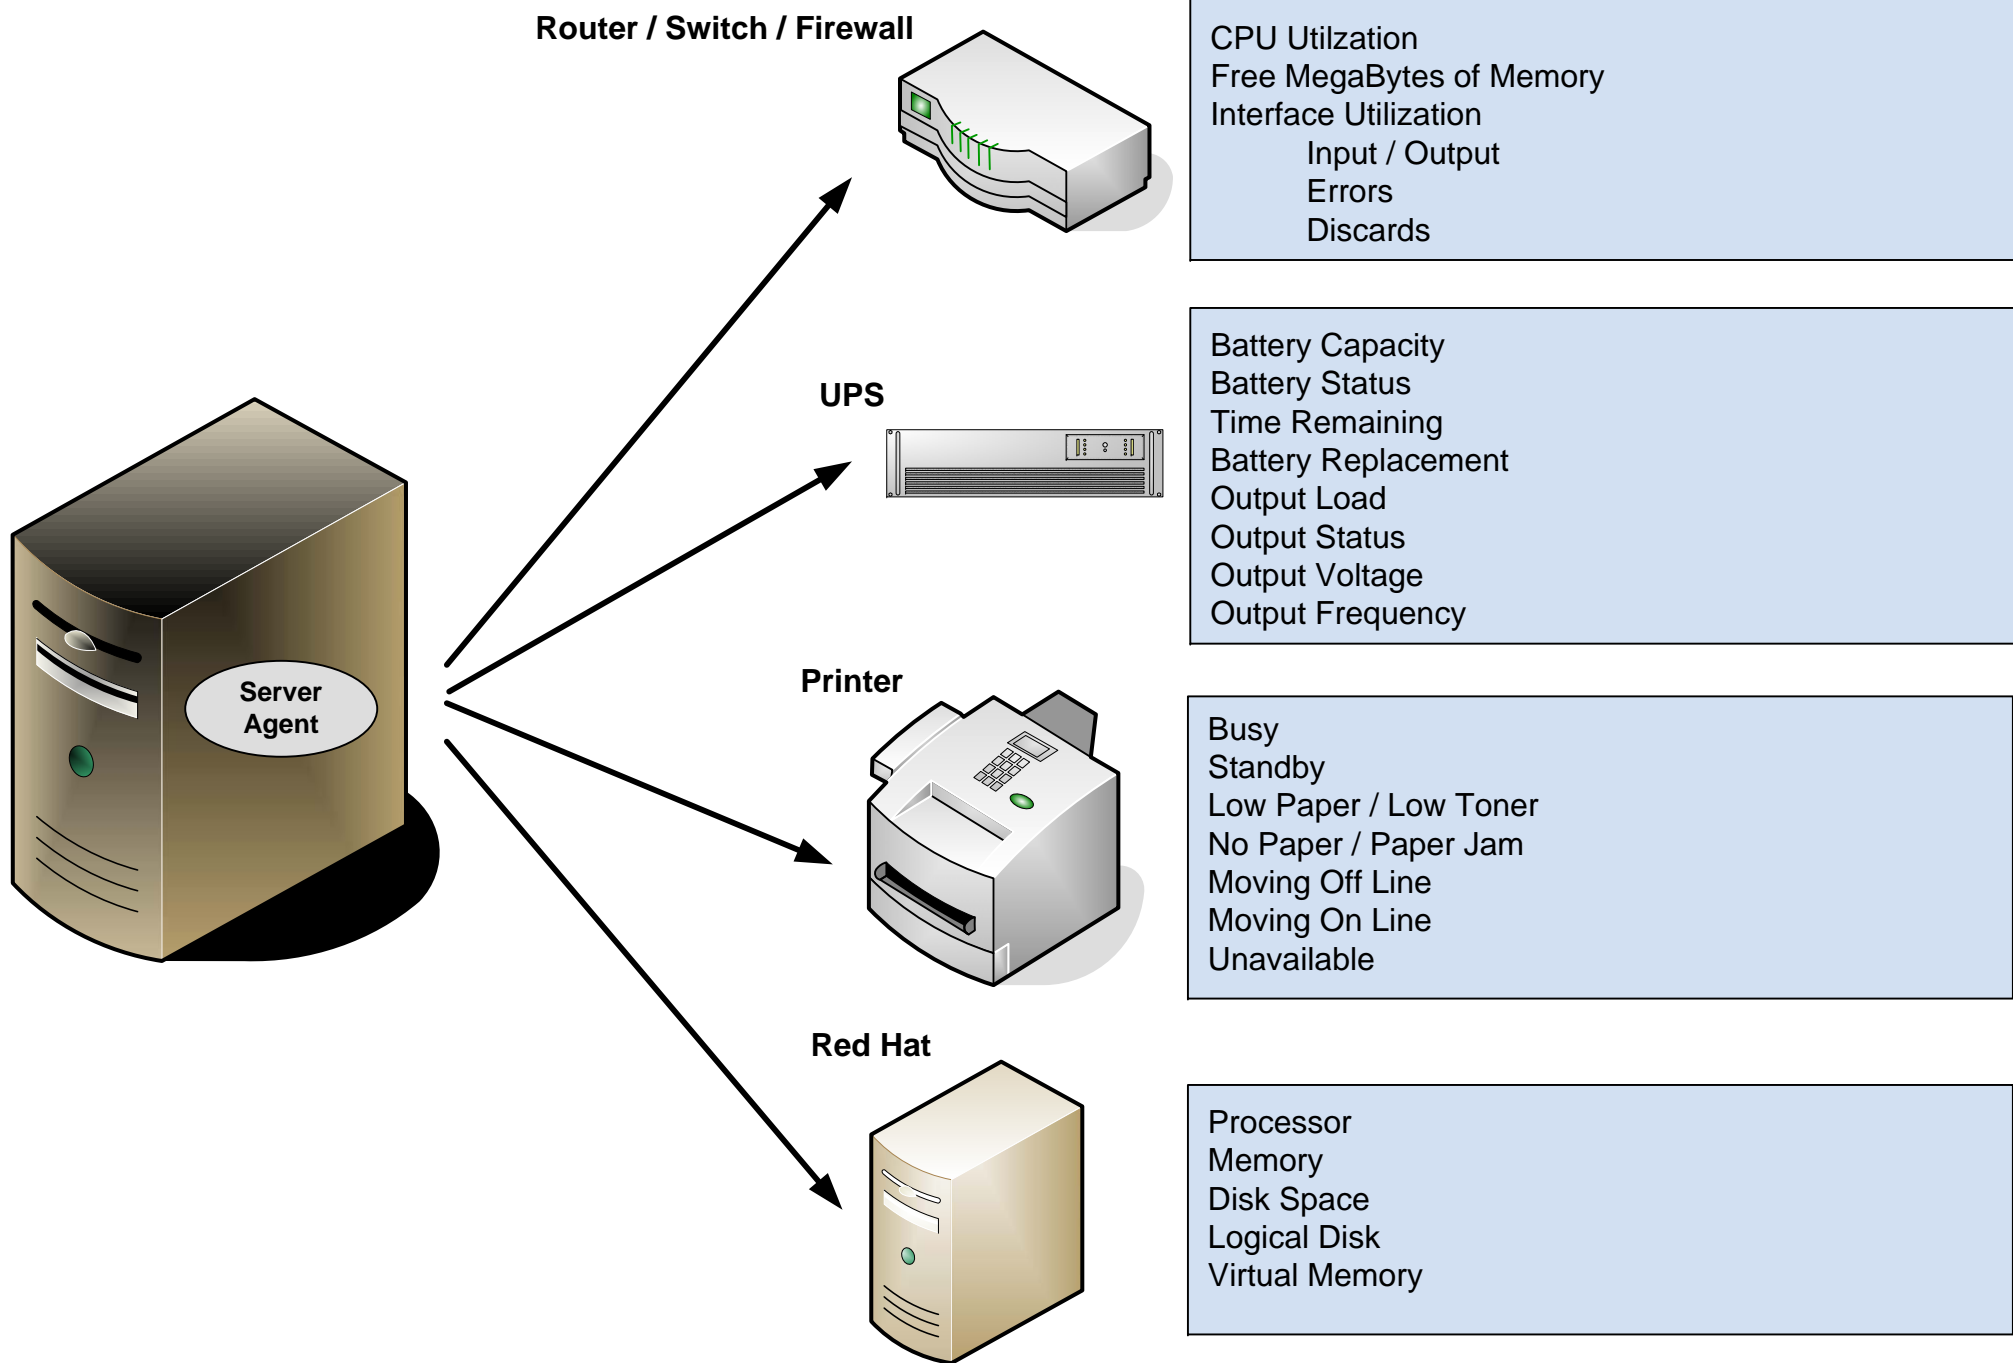 Router / Switch / Firewall
CPU Utilzation
Free MegaBytes of Memory
Interface Utilization
Input / Output
Errors
Discards
UPS
Battery Capacity
Battery Status
Time Remaining
Battery Replacement
Output Load
Output Status
Output Voltage
Output Frequency
Server
Agent
Printer
Busy
Standby
Low Paper / Low Toner
No Paper / Paper Jam
Moving Off Line
Moving On Line
Unavailable
Red Hat
Processor
Memory
Disk Space
Logical Disk
Virtual Memory